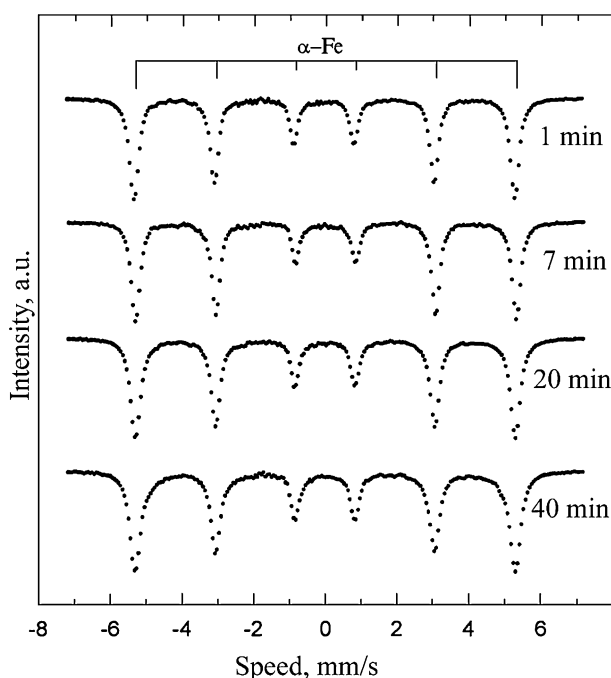 α–Fe
1 min
7 min
20 min
40 min
Intensity, a.u.
-8 -6 -4 -2 0 2 4 6
Speed, mm/s